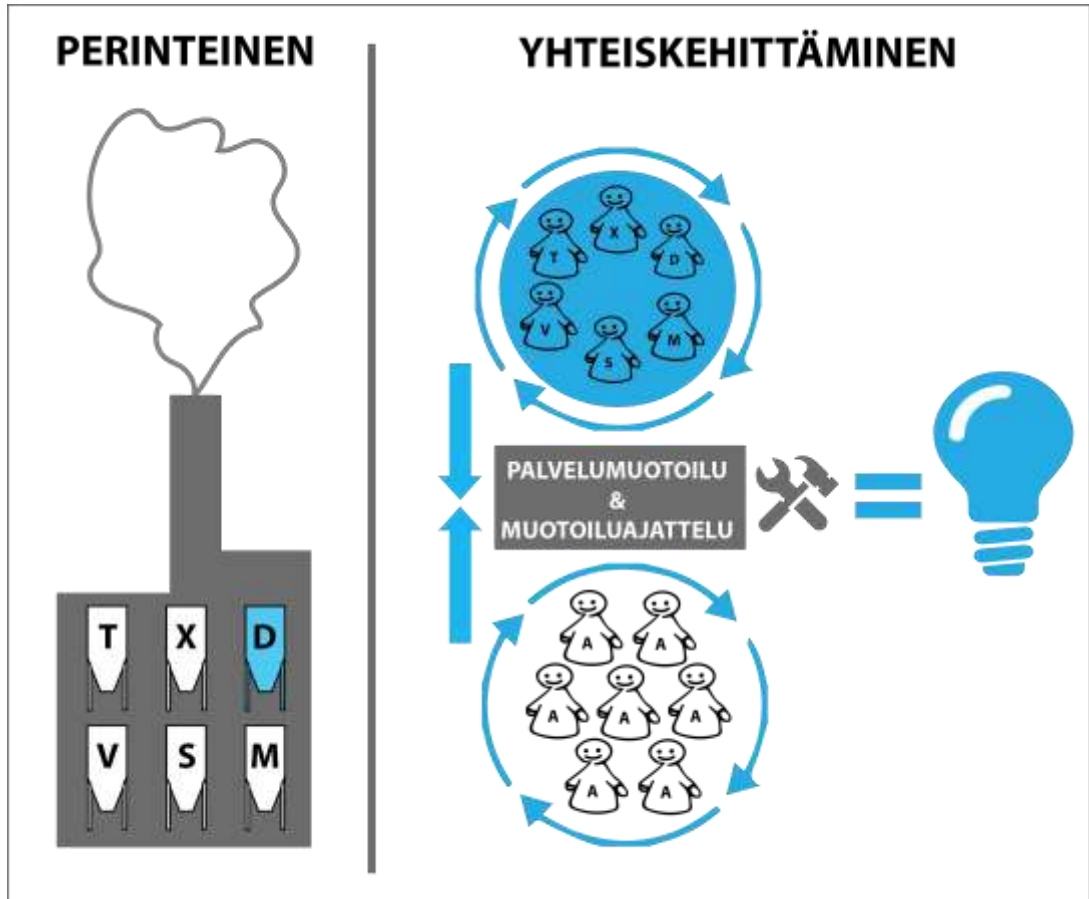 PERINTEINEN
T X D
V S M
YHTEISKEHITTÄMINEN
X
T
D
V
M
S
PALVELUMUOTOILU
&
MUOTOILUAJATTELU
A A
A A A
A A